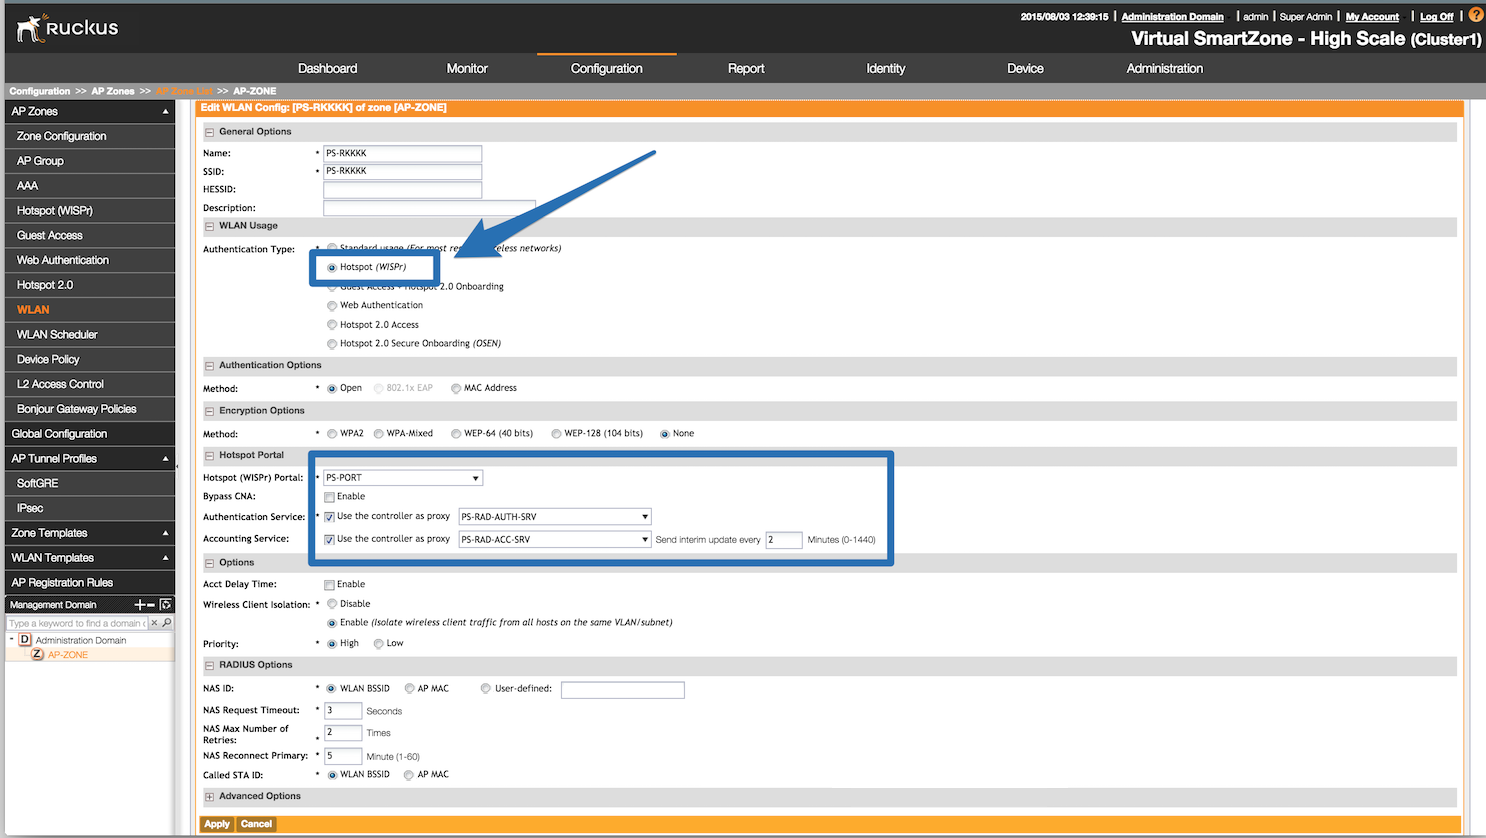 2015/08/03 12:39:15 | Administration Domain | admin | Super Admin | My Account | Log Off | ?
RUCKUS
Virtual SmartZone - High Scale (Cluster1)
Dashboard Monitor Configuration Report Identity Device Administration
Configuration >> AP Zones >> AP Zone List >> AP-ZONE
AP Zones
Zone Configuration
AP Group
AAA
Hotspot (WISPr)
Guest Access
Web Authentication
Hotspot 2.0
WLAN
WLAN Scheduler
Device Policy
L2 Access Control
Bonjour Gateway Policies
Global Configuration
AP Tunnel Profiles
SoftGRE
IPsec
Zone Templates
WLAN Templates
AP Registration Rules
Management Domain
Type a keyword to find a domain
D Administration Domain
Z AP-ZONE
Edit WLAN Config: [PS-RKKKK] of zone [AP-ZONE]
General Options
Name: * PS-RKKKK
SSID: * PS-RKKKK
HESSID:
Description:
WLAN Usage
Authentication Type: * Standard usage (For most wireless networks)
Hotspot (WISPr)
Guest Access + Hotspot 2.0 Onboarding
Web Authentication
Hotspot 2.0 Access
Hotspot 2.0 Secure Onboarding (OSEN)
Authentication Options
Method: * Open 802.1x EAP MAC Address
Encryption Options
Method: * WPA2 WPA-Mixed WEP-64 (40 bits) WEP-128 (104 bits) None
Hotspot Portal
Hotspot (WISPr) Portal: * PS-PORT
Bypass CNA: Enable
Authentication Service: * Use the controller as proxy PS-RAD-AUTH-SRV
Accounting Service: Use the controller as proxy PS-RAD-ACC-SRV Send interim update every 2 Minutes (0-1440)
Options
Acct Delay Time: Enable
Wireless Client Isolation: * Disable
Enable (Isolate wireless client traffic from all hosts on the same VLAN/subnet)
Priority: * High Low
RADIUS Options
NAS ID: * WLAN BSSID AP MAC User-defined:
NAS Request Timeout: * 3 Seconds
NAS Max Number of
Retries: * 2 Times
NAS Reconnect Primary: * 5 Minute (1-60)
Called STA ID: * WLAN BSSID AP MAC
Advanced Options
Apply Cancel